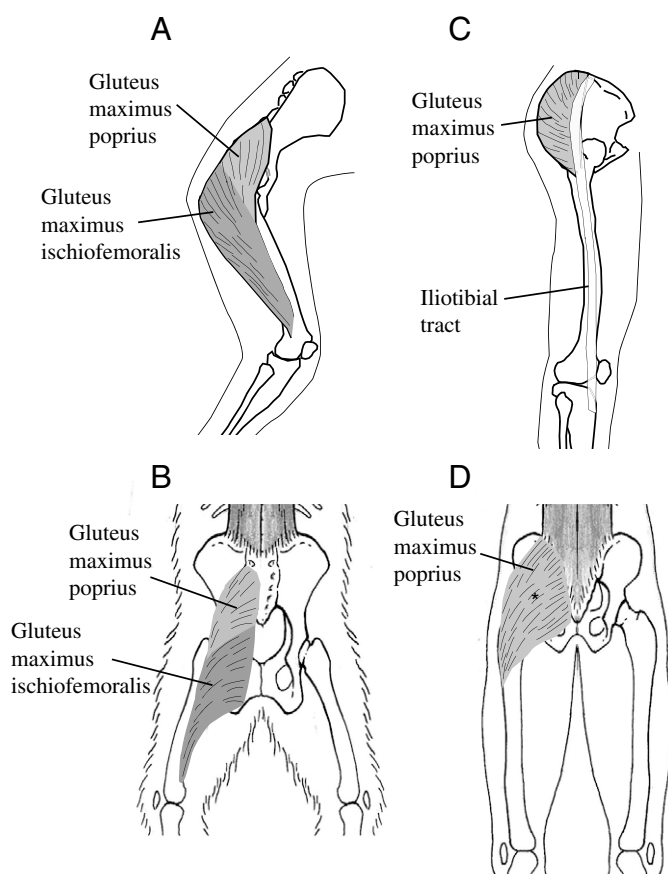 A
Gluteus
maximus
poprius
Gluteus
maximus
ischiofemoralis
C
Gluteus
maximus
poprius
Iliotibial
tract
B
Gluteus
maximus
poprius
Gluteus
maximus
ischiofemoralis
D
Gluteus
maximus
poprius
*